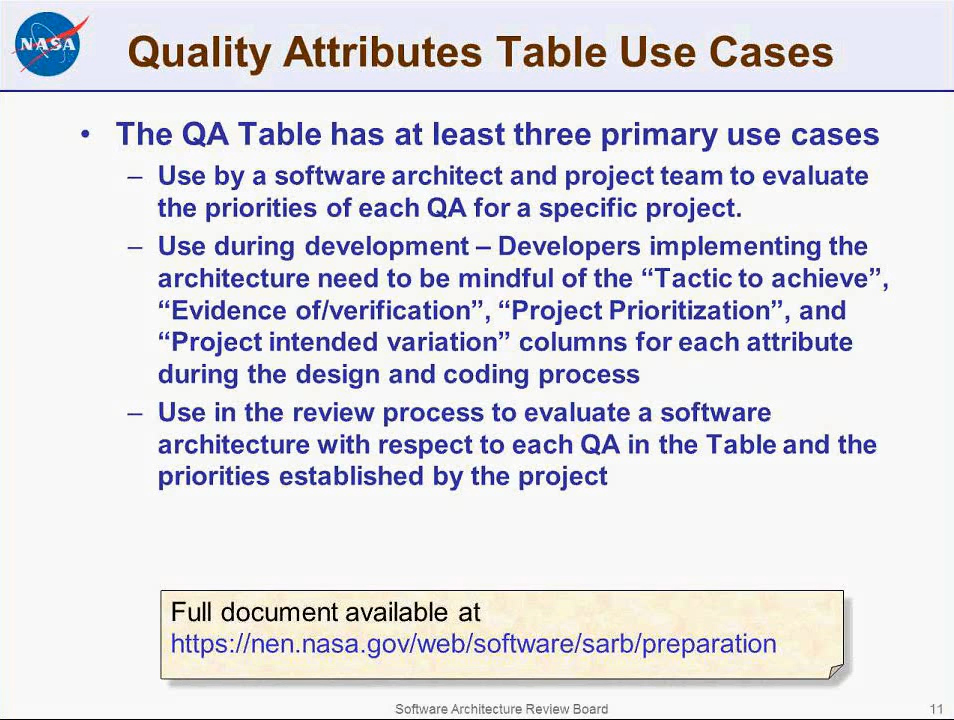 NASA
Quality Attributes Table Use Cases
• The QA Table has at least three primary use cases
– Use by a software architect and project team to evaluate
the priorities of each QA for a specific project.
– Use during development – Developers implementing the
architecture need to be mindful of the “Tactic to achieve”,
“Evidence of/verification”, “Project Prioritization”, and
“Project intended variation” columns for each attribute
during the design and coding process
– Use in the review process to evaluate a software
architecture with respect to each QA in the Table and the
priorities established by the project
Full document available at
https://nen.nasa.gov/web/software/sarb/preparation
Software Architecture Review Board
11